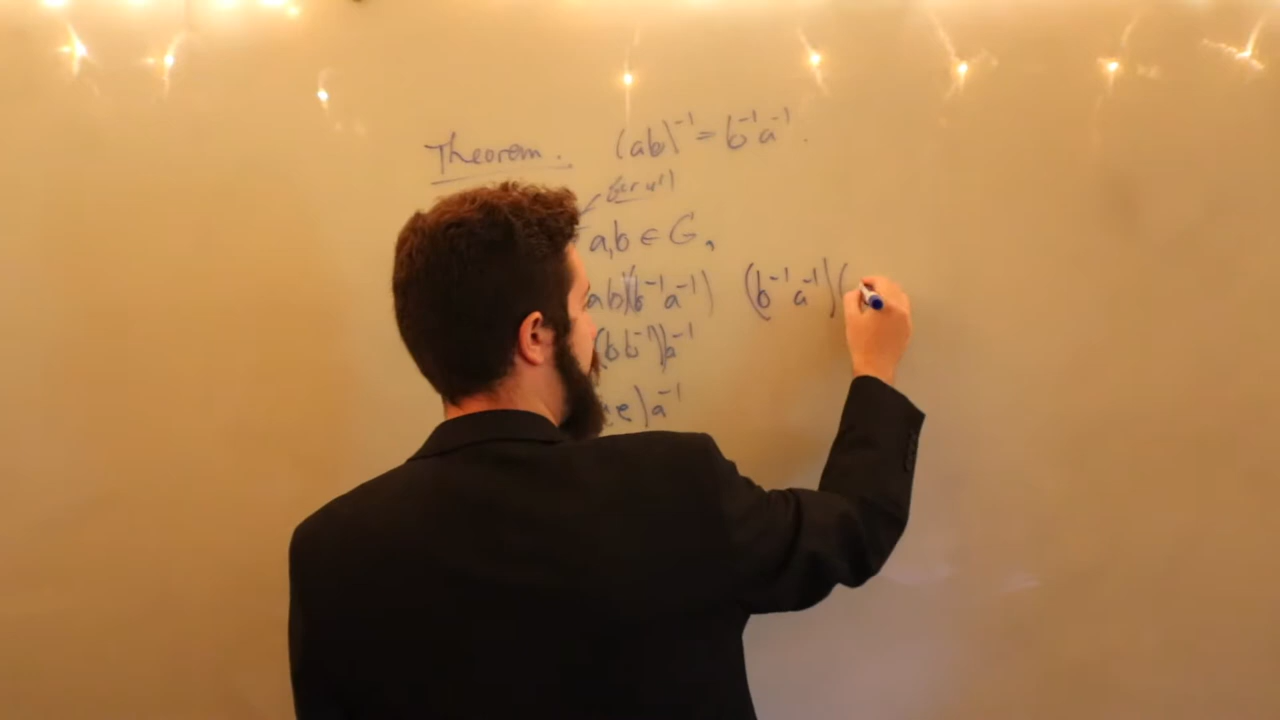 Theorem. (ab)⁻¹ = b⁻¹a⁻¹.
for all
a,b ∈ G,
ab)(b⁻¹a⁻¹) (b⁻¹a⁻¹)(
(bb⁻¹)a⁻¹
e)a⁻¹